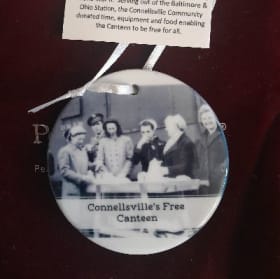 Serving out of the Baltimore &
Ohio Station, the Connellsville Community
donated time, equipment and food enabling
the Canteen to be free for all.
P
Pe
Connellsville's Free
Canteen